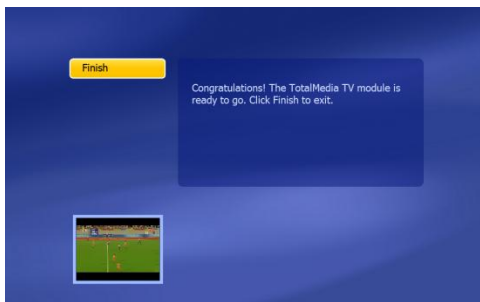 Finish
Congratulations! The TotalMedia TV module is
ready to go. Click Finish to exit.